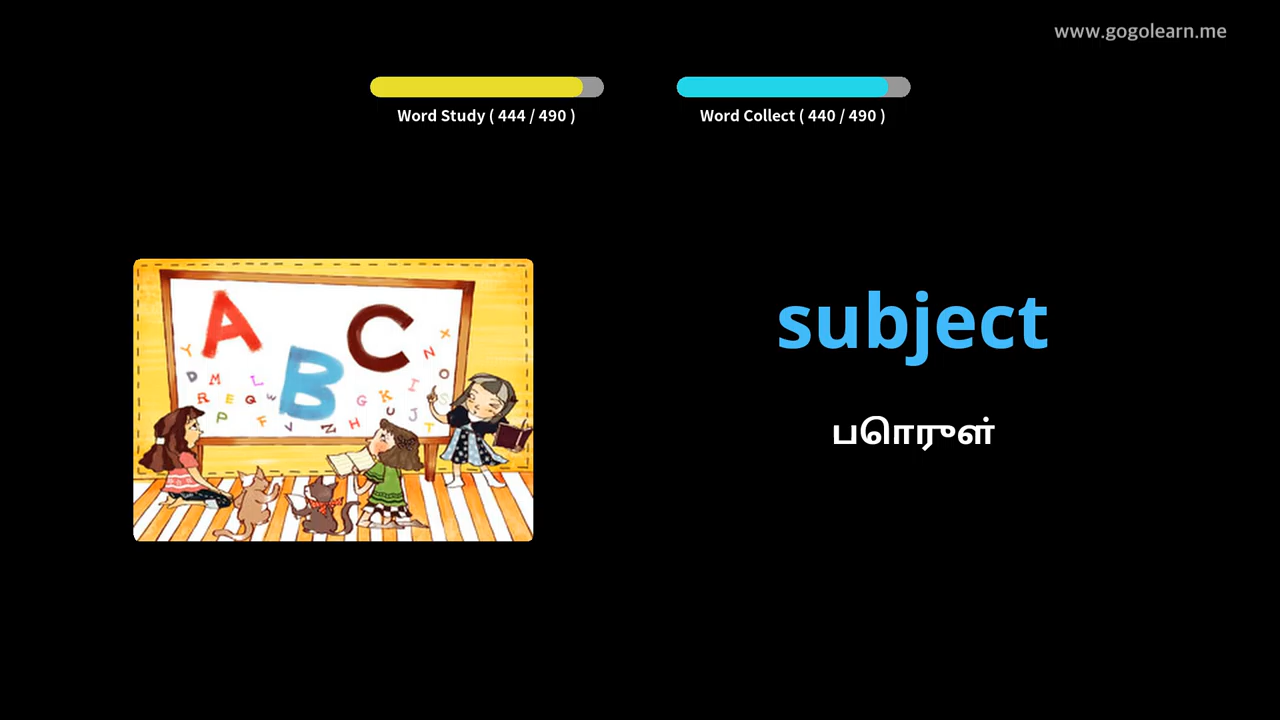 www.gogolearn.me
Word Study ( 444 / 490 )
Word Collect ( 440 / 490 )
A B C
Y X N
D M L I O
R E Q W G K S
P F V Z H U J T
subject
பொருள்